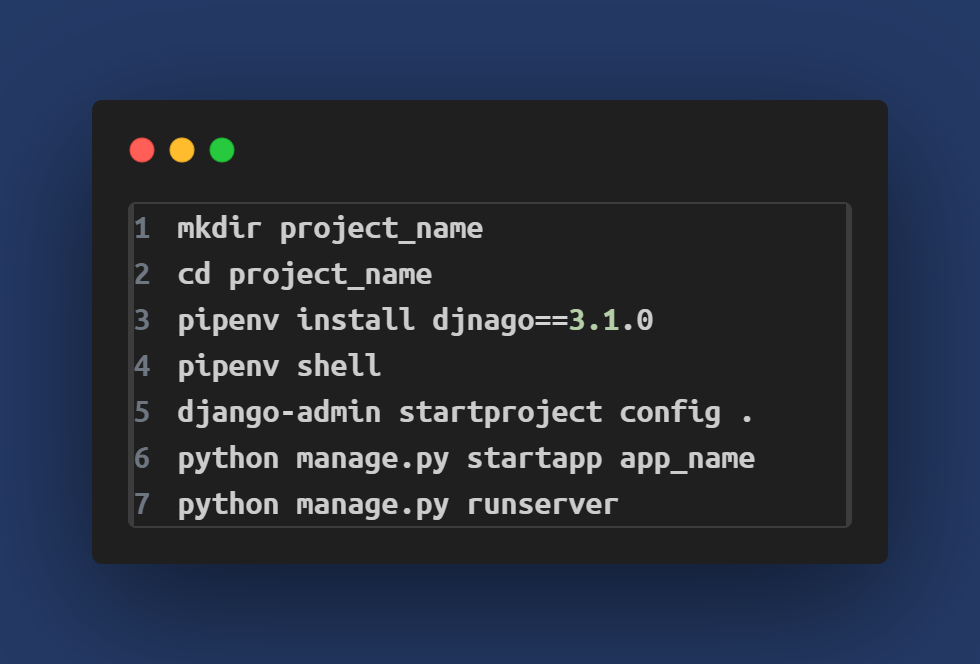 1 mkdir project_name
2 cd project_name
3 pipenv install djnago==3.1.0
4 pipenv shell
5 django-admin startproject config .
6 python manage.py startapp app_name
7 python manage.py runserver